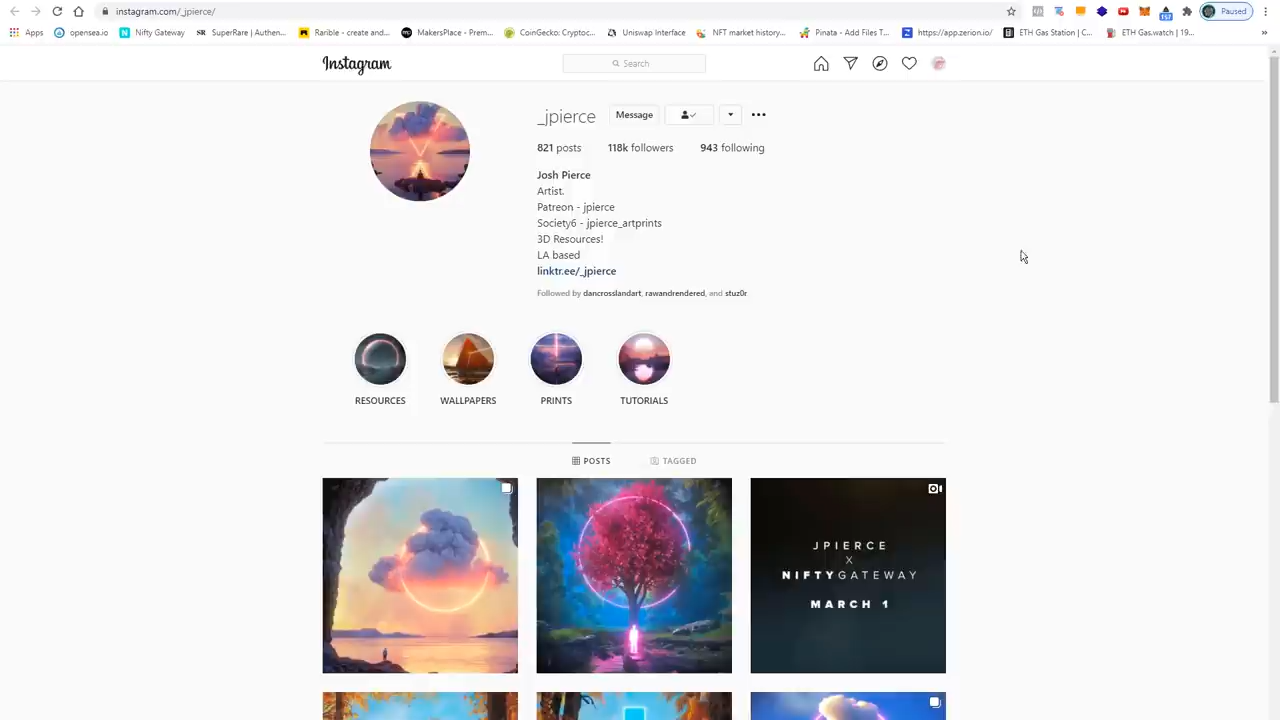 instagram.com/_jpierce/
Paused
Apps opensea.io Nifty Gateway SuperRare | Authen... Rarible - create and... MakersPlace - Prem... CoinGecko: Cryptoc... Uniswap Interface NFT market history... Pinata - Add Files T... https://app.zerion.io/ ETH Gas Station | C... ETH Gas.watch | 19... »
157
Instagram
Search
_jpierce Message
821 posts 118k followers 943 following
Josh Pierce
Artist.
Patreon - jpierce
Society6 - jpierce_artprints
3D Resources!
LA based
linktr.ee/_jpierce
Followed by dancrosslandart, rawandrendered, and stuz0r
RESOURCES WALLPAPERS PRINTS TUTORIALS
POSTS TAGGED
JPIERCE
X
NIFTYGATEWAY
MARCH 1